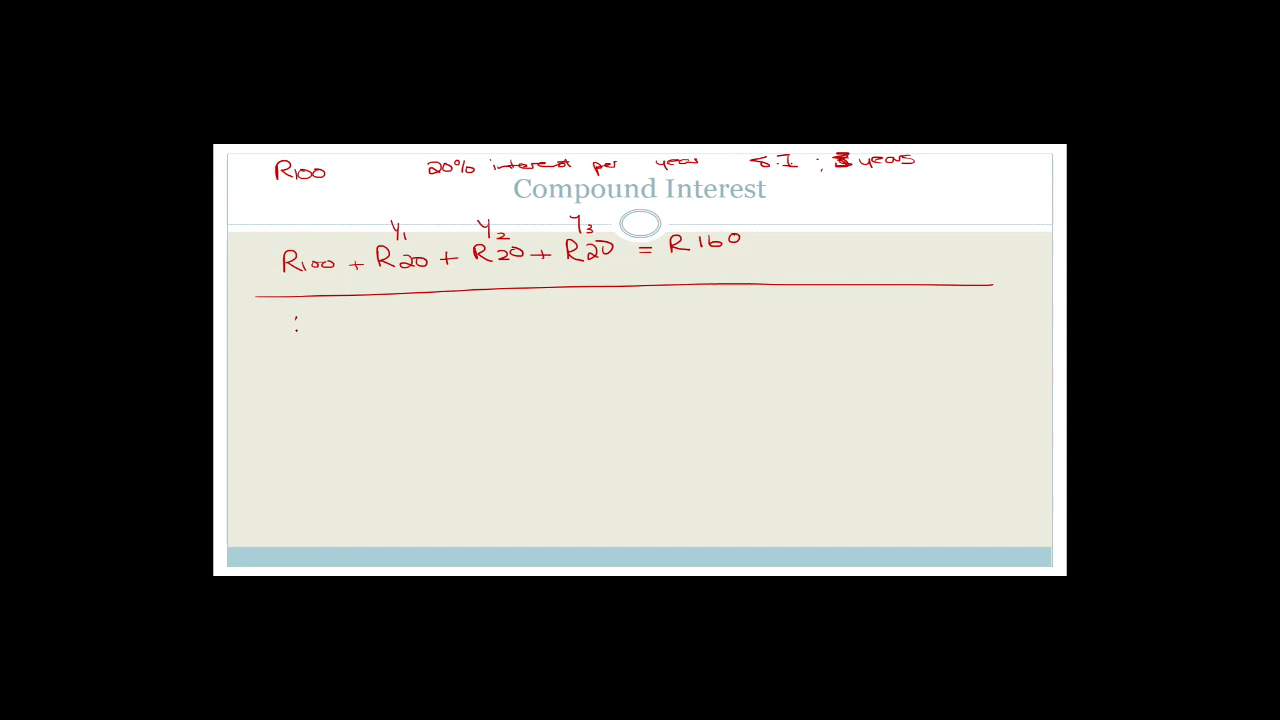 R100 20% interest per year S.I ; 3 years
Compound Interest
Y1 Y2 Y3
R100 + R20 + R20 + R20 = R160
: